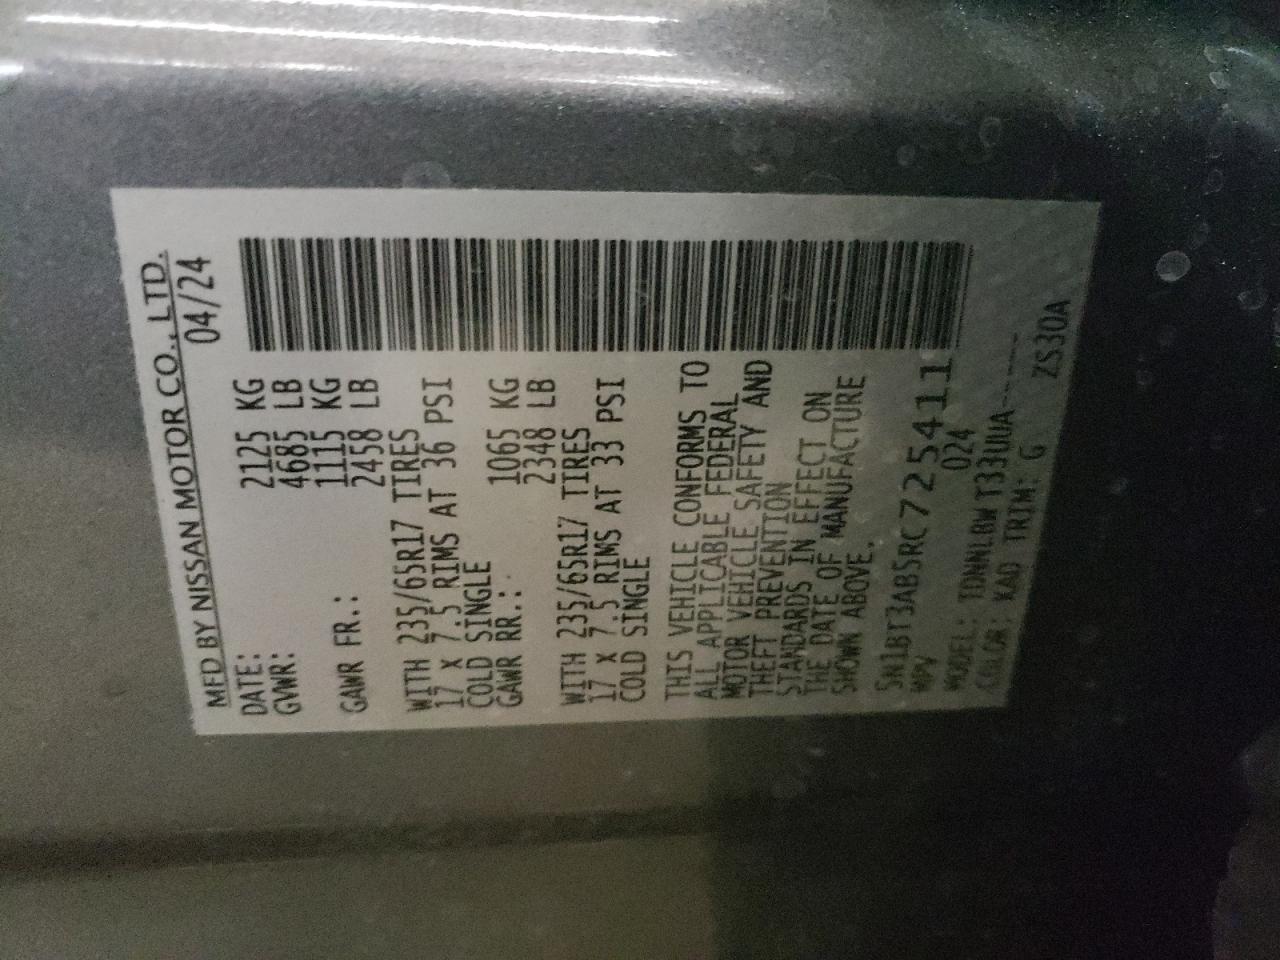 MFD BY NISSAN MOTOR CO., LTD.
DATE: 04/24
GVWR: 2125 KG
4685 LB
GAWR FR.: 1115 KG
2458 LB
WITH 235/65R17 TIRES
17 x 7.5 RIMS AT 36 PSI
COLD SINGLE
GAWR RR.: 1065 KG
2348 LB
WITH 235/65R17 TIRES
17 x 7.5 RIMS AT 33 PSI
COLD SINGLE
THIS VEHICLE CONFORMS TO
ALL APPLICABLE FEDERAL
MOTOR VEHICLE SAFETY AND
THEFT PREVENTION
STANDARDS IN EFFECT ON
THE DATE OF MANUFACTURE
SHOWN ABOVE.
5N1BT3AB5RC725411
MPV 024
MODEL: TDNNLBWT33UUA-----
COLOR: KAD TRIM: G ZS30A